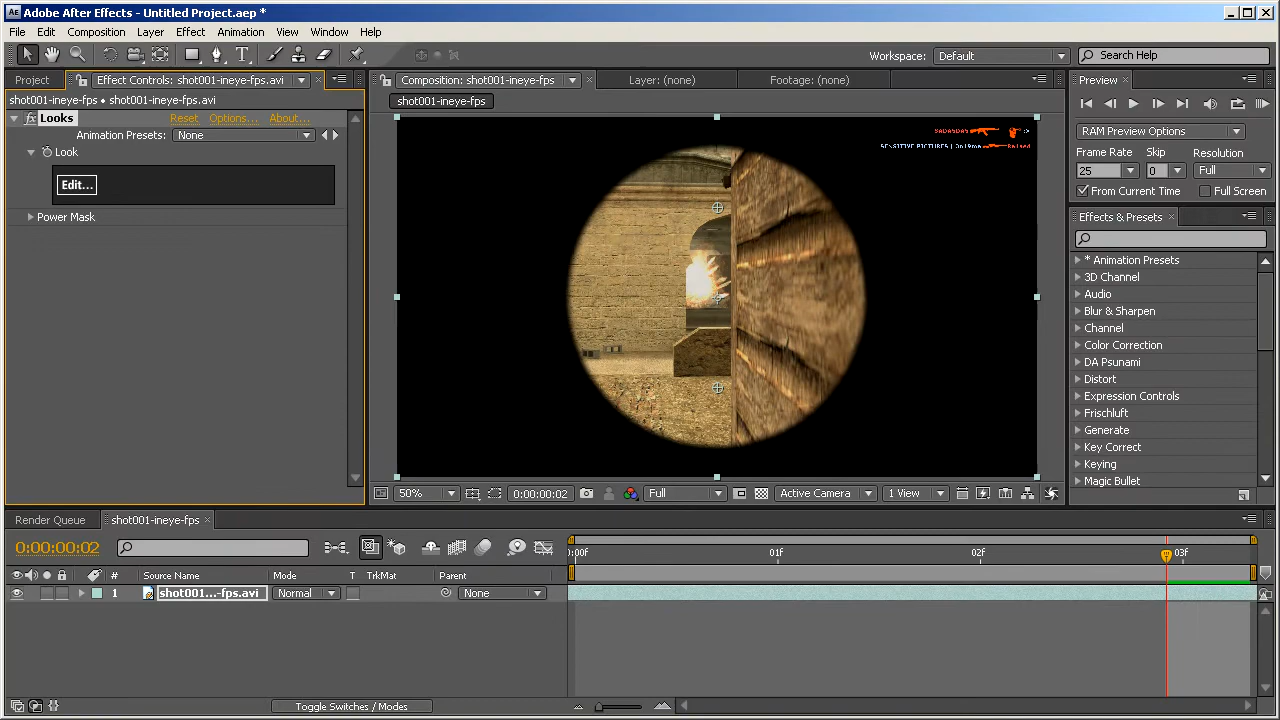 Adobe After Effects - Untitled Project.aep *
File Edit Composition Layer Effect Animation View Window Help
Workspace: Default
Search Help
Project
Effect Controls: shot001-ineye-fps.avi
Composition: shot001-ineye-fps
Layer: (none)
Footage: (none)
Preview
shot001-ineye-fps • shot001-ineye-fps.avi
shot001-ineye-fps
fx Looks Reset Options... About...
Animation Presets: None
Look
Edit...
Power Mask
SENSITIVE PICTURES |
RAM Preview Options
Frame Rate Skip Resolution
25 0 Full
From Current Time Full Screen
Effects & Presets
* Animation Presets
3D Channel
Audio
Blur & Sharpen
Channel
Color Correction
DA Psunami
Distort
Expression Controls
Frischluft
Generate
Key Correct
Keying
Magic Bullet
50% 0:00:00:02 Full Active Camera 1 View
Render Queue shot001-ineye-fps
0:00:00:02
:00f 01f 02f 03f
# Source Name Mode T TrkMat Parent
1 shot001...-fps.avi Normal None
Toggle Switches / Modes